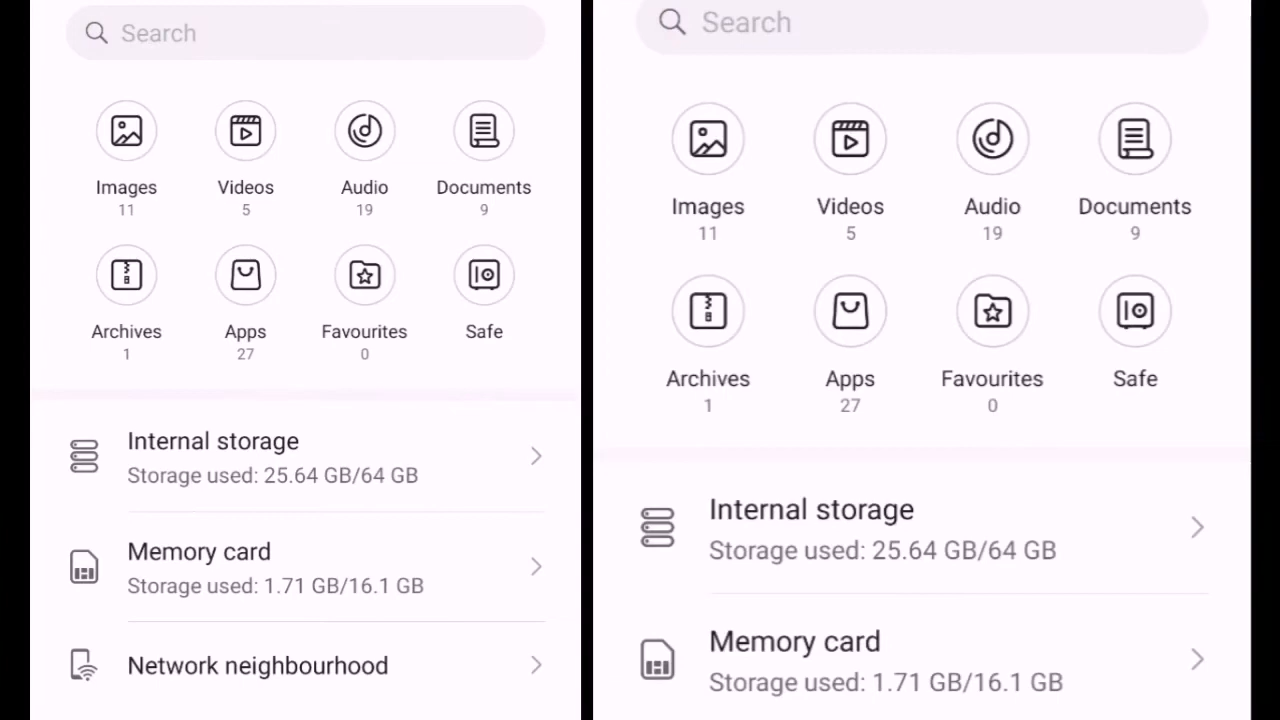 Search
Images Videos Audio Documents
11 5 19 9
Archives Apps Favourites Safe
1 27 0
Internal storage
Storage used: 25.64 GB/64 GB
Memory card
Storage used: 1.71 GB/16.1 GB
Network neighbourhood
Search
Images Videos Audio Documents
11 5 19 9
Archives Apps Favourites Safe
1 27 0
Internal storage
Storage used: 25.64 GB/64 GB
Memory card
Storage used: 1.71 GB/16.1 GB